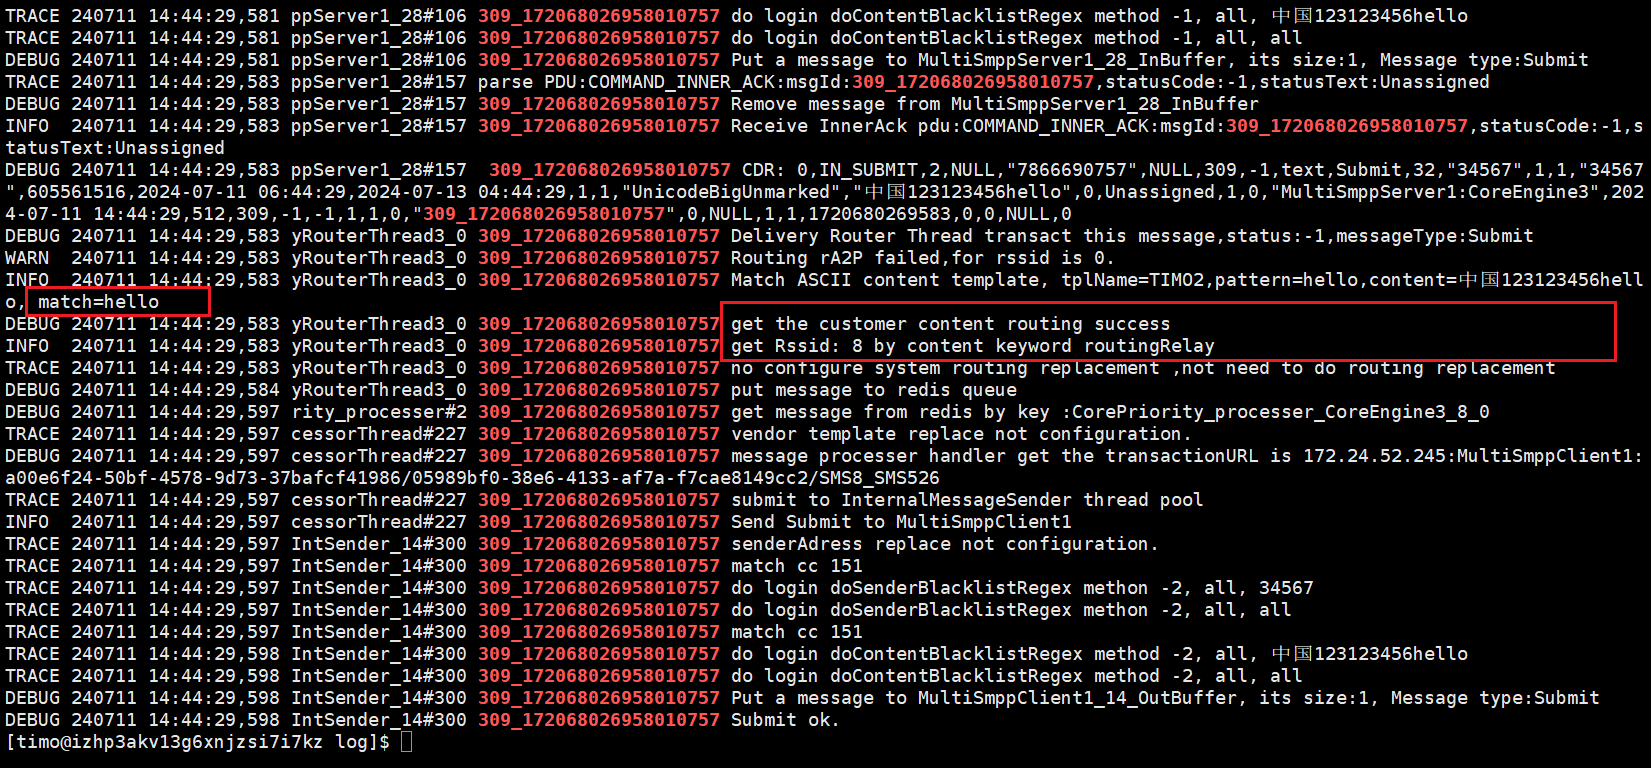 TRACE 240711 14:44:29,581 ppServer1_28#106 309_172068026958010757 do login doContentBlacklistRegex method -1, all, 中国123123456hello
TRACE 240711 14:44:29,581 ppServer1_28#106 309_172068026958010757 do login doContentBlacklistRegex method -1, all, all
DEBUG 240711 14:44:29,581 ppServer1_28#106 309_172068026958010757 Put a message to MultiSmppServer1_28_InBuffer, its size:1, Message type:Submit
TRACE 240711 14:44:29,583 ppServer1_28#157 parse PDU:COMMAND_INNER_ACK:msgId:309_172068026958010757,statusCode:-1,statusText:Unassigned
DEBUG 240711 14:44:29,583 ppServer1_28#157 309_172068026958010757 Remove message from MultiSmppServer1_28_InBuffer
INFO  240711 14:44:29,583 ppServer1_28#157 309_172068026958010757 Receive InnerAck pdu:COMMAND_INNER_ACK:msgId:309_172068026958010757,statusCode:-1,s
tatusText:Unassigned
DEBUG 240711 14:44:29,583 ppServer1_28#157  309_172068026958010757 CDR: 0,IN_SUBMIT,2,NULL,"7866690757",NULL,309,-1,text,Submit,32,"34567",1,1,"34567
",605561516,2024-07-11 06:44:29,2024-07-13 04:44:29,1,1,"UnicodeBigUnmarked","中国123123456hello",0,Unassigned,1,0,"MultiSmppServer1:CoreEngine3",202
4-07-11 14:44:29,512,309,-1,-1,1,1,0,"309_172068026958010757",0,NULL,1,1,1720680269583,0,0,NULL,0
DEBUG 240711 14:44:29,583 yRouterThread3_0 309_172068026958010757 Delivery Router Thread transact this message,status:-1,messageType:Submit
WARN  240711 14:44:29,583 yRouterThread3_0 309_172068026958010757 Routing rA2P failed,for rssid is 0.
INFO  240711 14:44:29,583 yRouterThread3_0 309_172068026958010757 Match ASCII content template, tplName=TIMO2,pattern=hello,content=中国123123456hell
o, match=hello
DEBUG 240711 14:44:29,583 yRouterThread3_0 309_172068026958010757 get the customer content routing success
INFO  240711 14:44:29,583 yRouterThread3_0 309_172068026958010757 get Rssid: 8 by content keyword routingRelay
TRACE 240711 14:44:29,583 yRouterThread3_0 309_172068026958010757 no configure system routing replacement ,not need to do routing replacement
DEBUG 240711 14:44:29,584 yRouterThread3_0 309_172068026958010757 put message to redis queue
DEBUG 240711 14:44:29,597 rity_processer#2 309_172068026958010757 get message from redis by key :CorePriority_processer_CoreEngine3_8_0
TRACE 240711 14:44:29,597 cessorThread#227 309_172068026958010757 vendor template replace not configuration.
DEBUG 240711 14:44:29,597 cessorThread#227 309_172068026958010757 message processer handler get the transactionURL is 172.24.52.245:MultiSmppClient1:
a00e6f24-50bf-4578-9d73-37bafcf41986/05989bf0-38e6-4133-af7a-f7cae8149cc2/SMS8_SMS526
TRACE 240711 14:44:29,597 cessorThread#227 309_172068026958010757 submit to InternalMessageSender thread pool
INFO  240711 14:44:29,597 cessorThread#227 309_172068026958010757 Send Submit to MultiSmppClient1
TRACE 240711 14:44:29,597 IntSender_14#300 309_172068026958010757 senderAdress replace not configuration.
TRACE 240711 14:44:29,597 IntSender_14#300 309_172068026958010757 match cc 151
TRACE 240711 14:44:29,597 IntSender_14#300 309_172068026958010757 do login doSenderBlacklistRegex methon -2, all, 34567
TRACE 240711 14:44:29,597 IntSender_14#300 309_172068026958010757 do login doSenderBlacklistRegex methon -2, all, all
TRACE 240711 14:44:29,597 IntSender_14#300 309_172068026958010757 match cc 151
TRACE 240711 14:44:29,598 IntSender_14#300 309_172068026958010757 do login doContentBlacklistRegex method -2, all, 中国123123456hello
TRACE 240711 14:44:29,598 IntSender_14#300 309_172068026958010757 do login doContentBlacklistRegex method -2, all, all
DEBUG 240711 14:44:29,598 IntSender_14#300 309_172068026958010757 Put a message to MultiSmppClient1_14_OutBuffer, its size:1, Message type:Submit
DEBUG 240711 14:44:29,598 IntSender_14#300 309_172068026958010757 Submit ok.
[timo@izhp3akv13g6xnjzsi7i7kz log]$